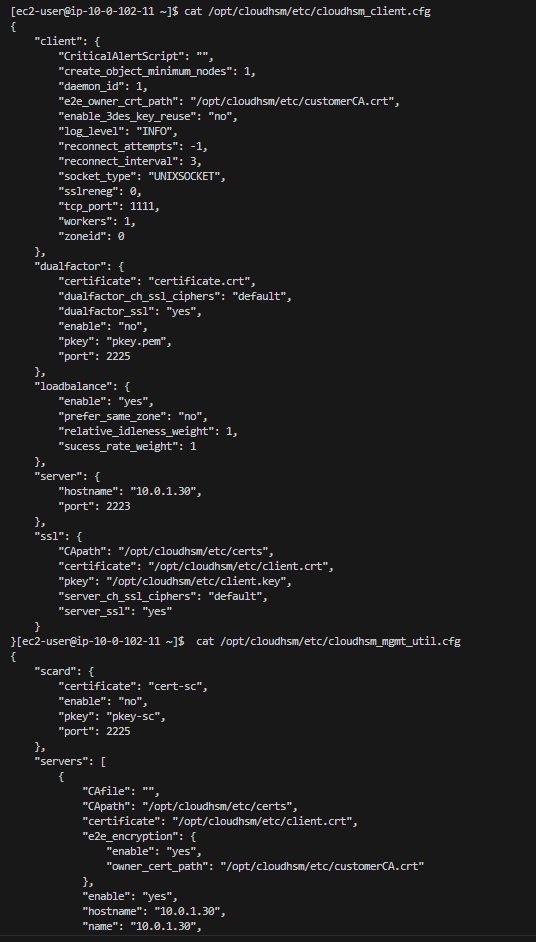 [ec2-user@ip-10-0-102-11 ~]$ cat /opt/cloudhsm/etc/cloudhsm_client.cfg
{
    "client": {
        "CriticalAlertScript": "",
        "create_object_minimum_nodes": 1,
        "daemon_id": 1,
        "e2e_owner_crt_path": "/opt/cloudhsm/etc/customerCA.crt",
        "enable_3des_key_reuse": "no",
        "log_level": "INFO",
        "reconnect_attempts": -1,
        "reconnect_interval": 3,
        "socket_type": "UNIXSOCKET",
        "sslreneg": 0,
        "tcp_port": 1111,
        "workers": 1,
        "zoneid": 0
    },
    "dualfactor": {
        "certificate": "certificate.crt",
        "dualfactor_ch_ssl_ciphers": "default",
        "dualfactor_ssl": "yes",
        "enable": "no",
        "pkey": "pkey.pem",
        "port": 2225
    },
    "loadbalance": {
        "enable": "yes",
        "prefer_same_zone": "no",
        "relative_idleness_weight": 1,
        "sucess_rate_weight": 1
    },
    "server": {
        "hostname": "10.0.1.30",
        "port": 2223
    },
    "ssl": {
        "CApath": "/opt/cloudhsm/etc/certs",
        "certificate": "/opt/cloudhsm/etc/client.crt",
        "pkey": "/opt/cloudhsm/etc/client.key",
        "server_ch_ssl_ciphers": "default",
        "server_ssl": "yes"
    }
}[ec2-user@ip-10-0-102-11 ~]$  cat /opt/cloudhsm/etc/cloudhsm_mgmt_util.cfg
{
    "scard": {
        "certificate": "cert-sc",
        "enable": "no",
        "pkey": "pkey-sc",
        "port": 2225
    },
    "servers": [
        {
            "CAfile": "",
            "CApath": "/opt/cloudhsm/etc/certs",
            "certificate": "/opt/cloudhsm/etc/client.crt",
            "e2e_encryption": {
                "enable": "yes",
                "owner_cert_path": "/opt/cloudhsm/etc/customerCA.crt"
            },
            "enable": "yes",
            "hostname": "10.0.1.30",
            "name": "10.0.1.30",